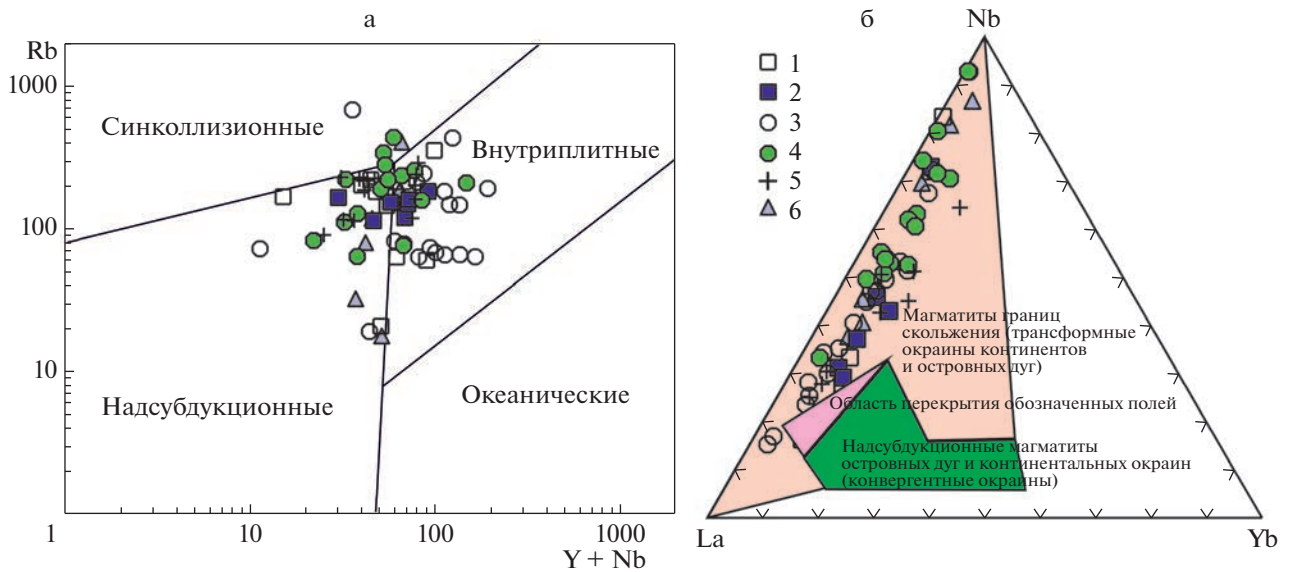 а
Rb
1000
100
10
1
10
100
1000
Y + Nb
Синколлизионные
Внутриплитные
Надсубдукционные
Океанические
б
Nb
1
2
3
4
5
6
Магматиты границ
скольжения (трансформные
окраины континентов
и островных дуг)
Область перекрытия обозначенных полей
Надсубдукционные магматиты
островных дуг и континентальных окраин
(конвергентные окраины)
La
Yb